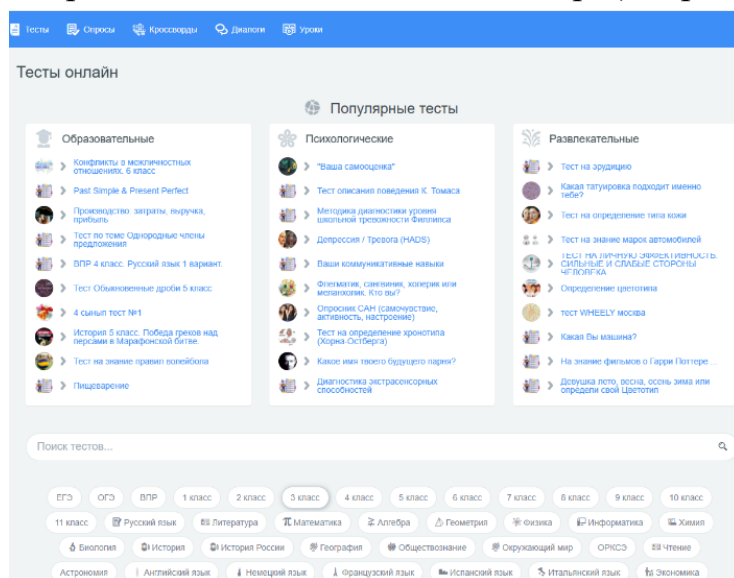 Тесты Опросы Кроссворды Диалоги Уроки
Тесты онлайн
Популярные тесты
Образовательные
Конфликты в межличностных
отношениях. 6 класс
Past Simple & Present Perfect
Производство: затраты, выручка,
прибыль
Тест по теме Однородные члены
предложения
ВПР 4 класс. Русский язык 1 вариант.
Тест Обыкновенные дроби 5 класс
4 сынып тест №1
История 5 класс. Победа греков над
персами в Марафонской битве.
Тест на знание правил волейбола
Пищеварение
Психологические
"Ваша самооценка"
Тест описания поведения К. Томаса
Методика диагностики уровня
школьной тревожности Филлипса
Депрессия / Тревога (HADS)
Ваши коммуникативные навыки
Флегматик, сангвиник, холерик или
меланхолик. Кто вы?
Опросник САН (самочувствие,
активность, настроение)
Тест на определение хронотипа
(Хорна-Остберга)
Какое имя твоего будущего парня?
Диагностика экстрасенсорных
способностей
Развлекательные
Тест на эрудицию
Какая татуировка подходит именно
тебе?
Тест на определение типа кожи
Тест на знание марок автомобилей
ТЕСТ НА ЛИЧНУЮ ЭФФЕКТИВНОСТЬ.
СИЛЬНЫЕ И СЛАБЫЕ СТОРОНЫ
ЧЕЛОВЕКА
Определение цветотипа
тест WHEELY москва
Какая Вы машина?
На знание фильмов о Гарри Поттере ...
Девушка лето, весна, осень зима или
определи свой Цветотип
Поиск тестов...
ЕГЭ ОГЭ ВПР 1 класс 2 класс 3 класс 4 класс 5 класс 6 класс 7 класс 8 класс 9 класс 10 класс
11 класс Русский язык Литература Математика Алгебра Геометрия Физика Информатика Химия
Биология История История России География Обществознание Окружающий мир ОРКСЭ Чтение
Астрономия Английский язык Немецкий язык Французский язык Испанский язык Итальянский язык Экономика